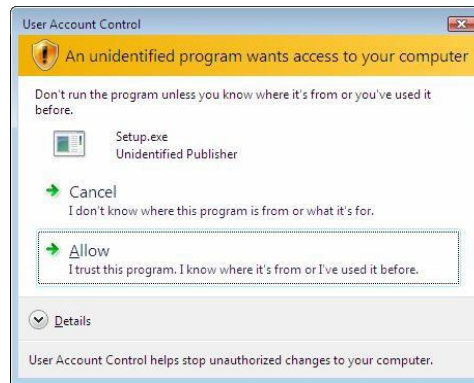 User Account Control
An unidentified program wants access to your computer
Don't run the program unless you know where it's from or you've used it
before.
Setup.exe
Unidentified Publisher
Cancel
I don't know where this program is from or what it's for.
Allow
I trust this program. I know where it's from or I've used it before.
Details
User Account Control helps stop unauthorized changes to your computer.